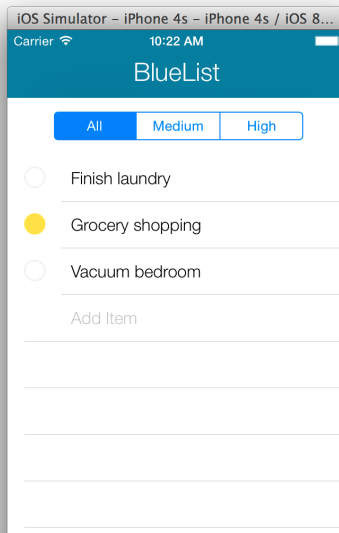 iOS Simulator – iPhone 4s – iPhone 4s / iOS 8...
Carrier 10:22 AM
BlueList
All Medium High
Finish laundry
Grocery shopping
Vacuum bedroom
Add Item